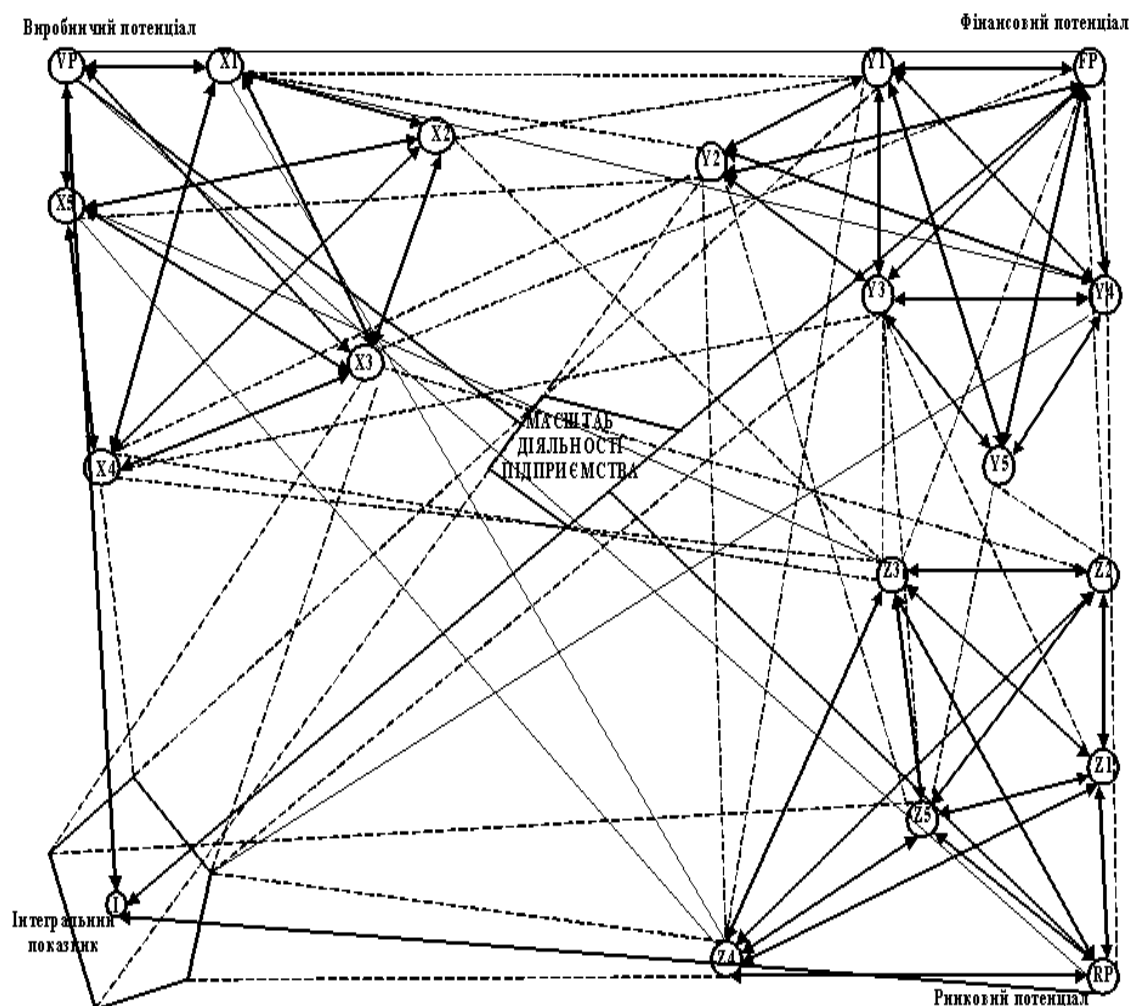 Виробничий потенціал
Фінансовий потенціал
VP
X1
Y1
FP
X2
Y2
X5
Y3
Y4
X3
МАСШТАБ
ДІЯЛЬНОСТІ
ПІДПРИЄМСТВА
X4
Y5
Z3
Z2
Z1
Z5
І
Інтегральний
показник
Z4
RP
Ринковий потенціал